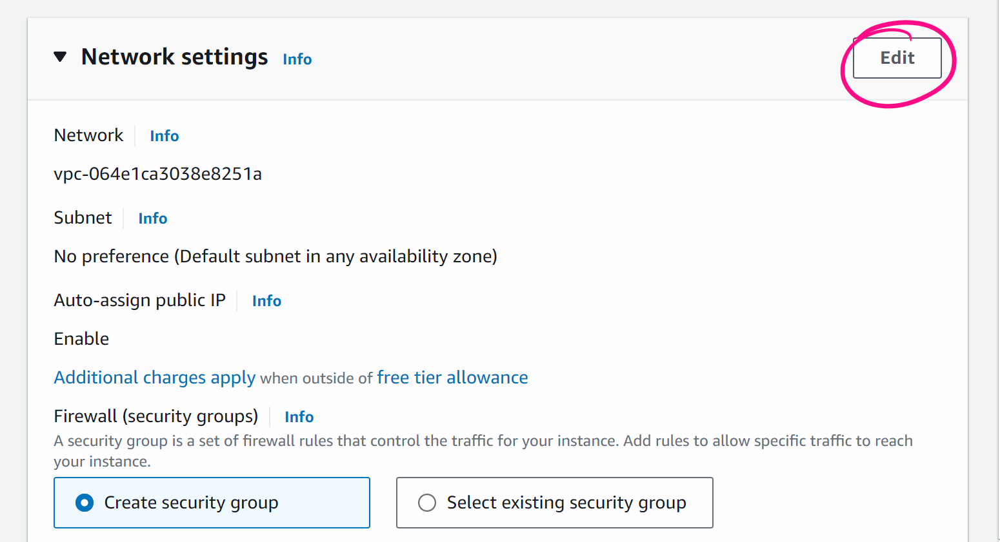 Network settings Info Edit
Network Info
vpc-064e1ca3038e8251a
Subnet Info
No preference (Default subnet in any availability zone)
Auto-assign public IP Info
Enable
Additional charges apply when outside of free tier allowance
Firewall (security groups) Info
A security group is a set of firewall rules that control the traffic for your instance. Add rules to allow specific traffic to reach
your instance.
Create security group Select existing security group